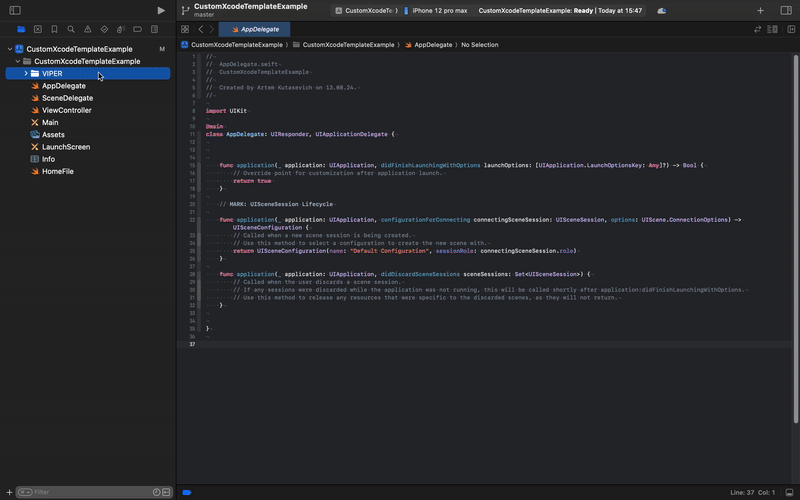 CustomXcodeTemplateExample
master
CustomXcodeTe 〉 iPhone 12 pro max
CustomXcodeTemplateExample: Ready | Today at 15:47
AppDelegate
CustomXcodeTemplateExample 〉 CustomXcodeTemplateExample 〉 AppDelegate 〉 No Selection
CustomXcodeTemplateExample M
CustomXcodeTemplateExample
VIPER
AppDelegate
SceneDelegate
ViewController
Main
Assets
LaunchScreen
Info
HomeFile
Filter
1 //
2 // AppDelegate.swift
3 // CustomXcodeTemplateExample
4 //
5 // Created by Artem Kutasevich on 13.08.24.
6 //
7
8 import UIKit
9
10 @main
11 class AppDelegate: UIResponder, UIApplicationDelegate {
12
13
14
15 func application(_ application: UIApplication, didFinishLaunchingWithOptions launchOptions: [UIApplication.LaunchOptionsKey: Any]?) -> Bool {
16 // Override point for customization after application launch.
17 return true
18 }
19
20 // MARK: UISceneSession Lifecycle
21
22 func application(_ application: UIApplication, configurationForConnecting connectingSceneSession: UISceneSession, options: UIScene.ConnectionOptions) ->
UISceneConfiguration {
23 // Called when a new scene session is being created.
24 // Use this method to select a configuration to create the new scene with.
25 return UISceneConfiguration(name: "Default Configuration", sessionRole: connectingSceneSession.role)
26 }
27
28 func application(_ application: UIApplication, didDiscardSceneSessions sceneSessions: Set<UISceneSession>) {
29 // Called when the user discards a scene session.
30 // If any sessions were discarded while the application was not running, this will be called shortly after application:didFinishLaunchingWithOptions.
31 // Use this method to release any resources that were specific to the discarded scenes, as they will not return.
32 }
33
34
35 }
36
37
Line: 37 Col: 1